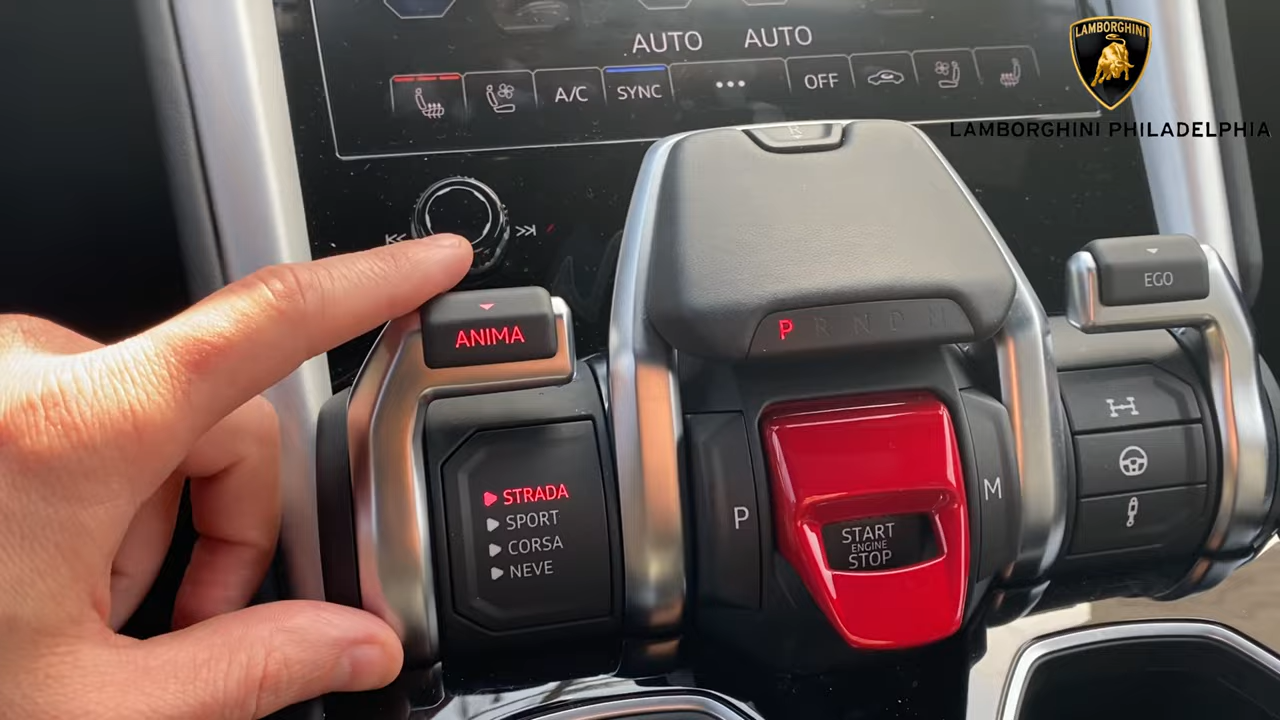 LAMBORGHINI
LAMBORGHINI PHILADELPHIA
AUTO AUTO
A/C SYNC ... OFF
R
ANIMA
P R N D M
EGO
STRADA
SPORT
CORSA
NEVE
P
START
ENGINE
STOP
M